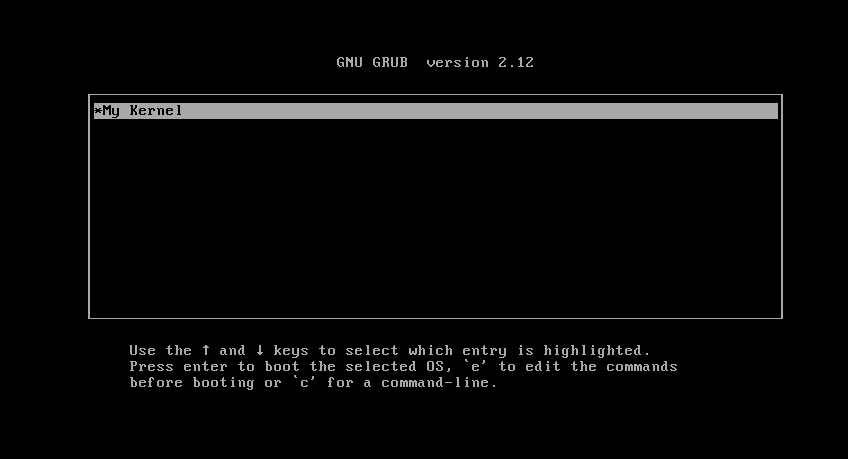 GNU GRUB  version 2.12
*My Kernel
Use the ↑ and ↓ keys to select which entry is highlighted.
Press enter to boot the selected OS, `e' to edit the commands
before booting or `c' for a command-line.